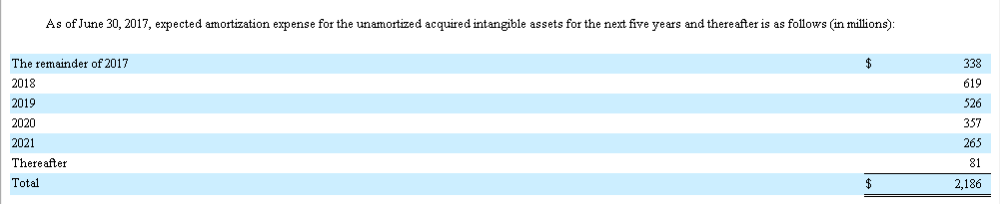 As of June 30, 2017, expected amortization expense for the unamortized acquired intangible assets for the next five years and thereafter is as follows (in millions):
The remainder of 2017 $ 338
2018 619
2019 526
2020 357
2021 265
Thereafter 81
Total $ 2,186